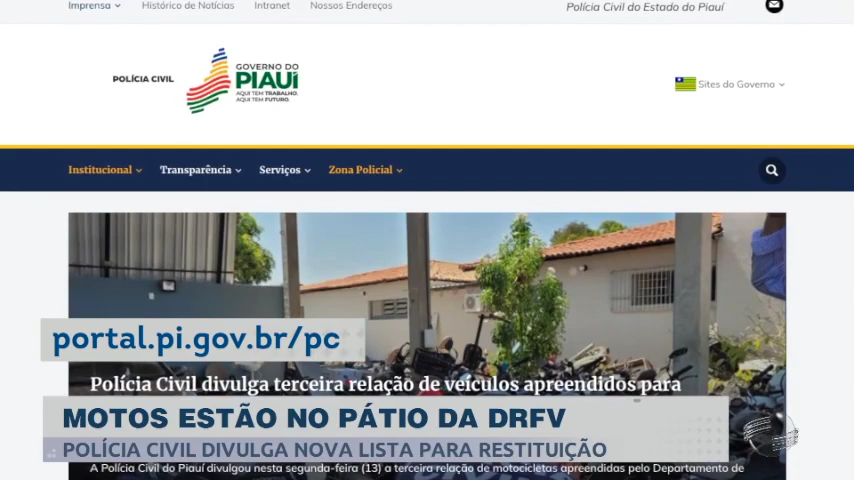 Imprensa
Histórico de Notícias
Intranet
Nossos Endereços
Polícia Civil do Estado do Piauí
POLÍCIA CIVIL
GOVERNO DO
PIAUÍ
AQUI TEM TRABALHO.
AQUI TEM FUTURO.
Sites do Governo
Institucional
Transparência
Serviços
Zona Policial
portal.pi.gov.br/pc
Polícia Civil divulga terceira relação de veículos apreendidos para
MOTOS ESTÃO NO PÁTIO DA DRFV
POLÍCIA CIVIL DIVULGA NOVA LISTA PARA RESTITUIÇÃO
A Polícia Civil do Piauí divulgou nesta segunda-feira (13) a terceira relação de motocicletas apreendidas pelo Departamento de